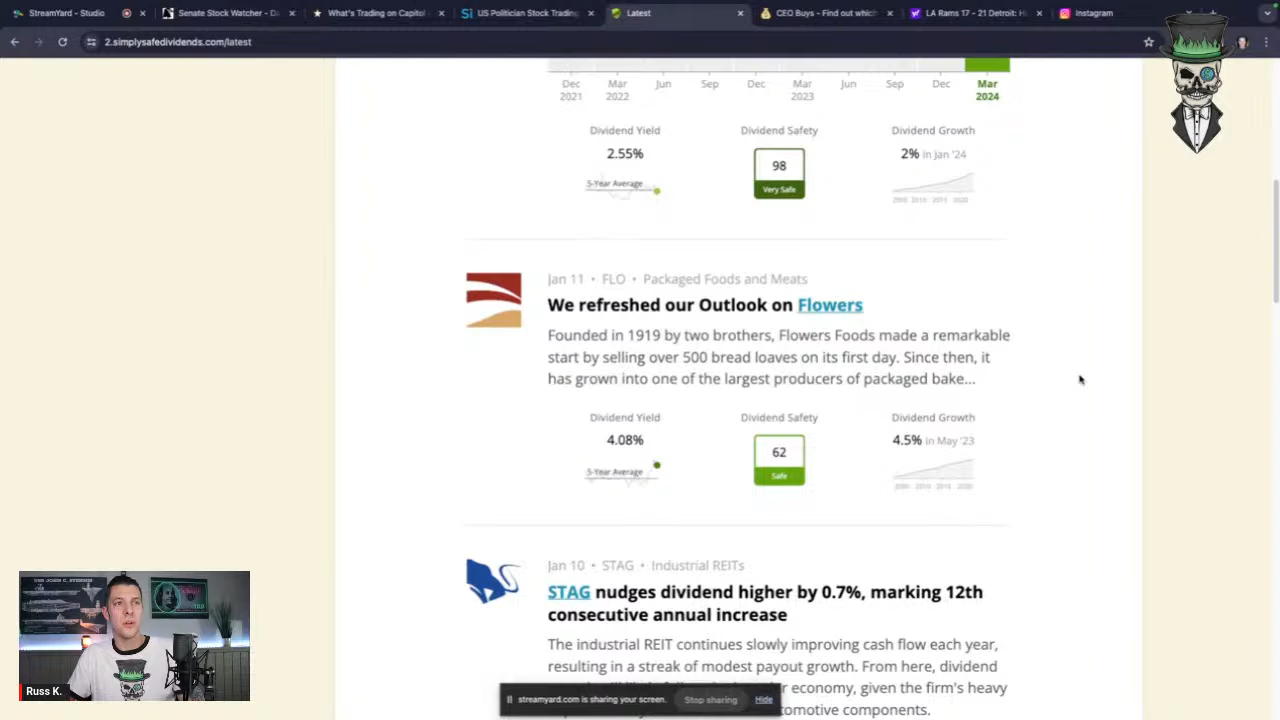 StreamYard - Studio
Senate Stock Watcher - Da
What's Trading on Capitol
US Politician Stock Trading
Latest
CEO Buys - Find out which
LA Rams 17 - 21 Detroit: H
Instagram
2.simplysafedividends.com/latest
Dec 2021
Mar 2022
Jun
Sep
Dec
Mar 2023
Jun
Sep
Dec
Mar 2024
Dividend Yield
Dividend Safety
Dividend Growth
2.55%
98
2% in Jan '24
5-Year Average
Very Safe
Jan 11 • FLO • Packaged Foods and Meats
We refreshed our Outlook on Flowers
Founded in 1919 by two brothers, Flowers Foods made a remarkable
start by selling over 500 bread loaves on its first day. Since then, it
has grown into one of the largest producers of packaged bake...
Dividend Yield
Dividend Safety
Dividend Growth
4.08%
62
4.5% in May '23
5-Year Average
Safe
Jan 10 • STAG • Industrial REITs
STAG nudges dividend higher by 0.7%, marking 12th
consecutive annual increase
The industrial REIT continues slowly improving cash flow each year,
resulting in a streak of modest payout growth. From here, dividend
economy, given the firm's heavy
automotive components.
streamyard.com is sharing your screen.
Stop sharing
Hide
Russ K.